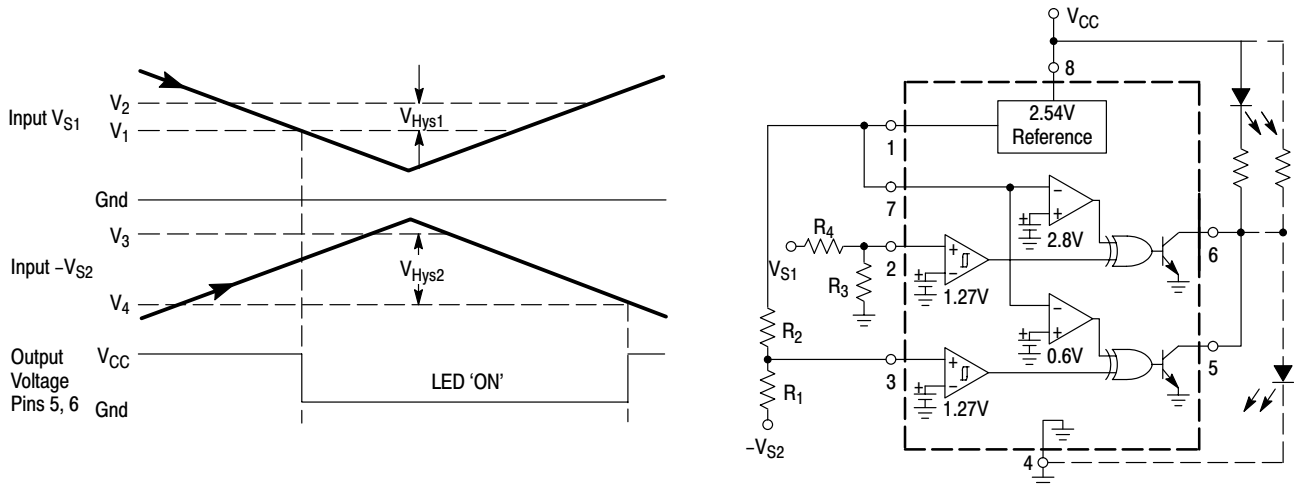 Input VS1
V2
V1
VHys1
Gnd
Input −VS2
V3
V4
VHys2
Output
Voltage
Pins 5, 6
VCC
Gnd
LED ‘ON’
VCC
8
2.54V
Reference
1
7
−
+
+
2.8V
6
R4
VS1
2
R3
+
+
−
1.27V
R2
−
+
+
0.6V
5
3
R1
+
+
−
1.27V
−VS2
4